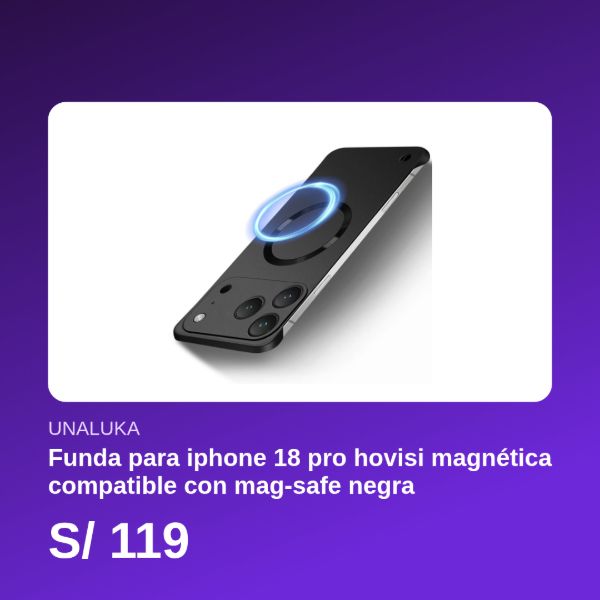 UNALUKA
Funda para iphone 18 pro hovisi magnética
compatible con mag-safe negra
S/ 119